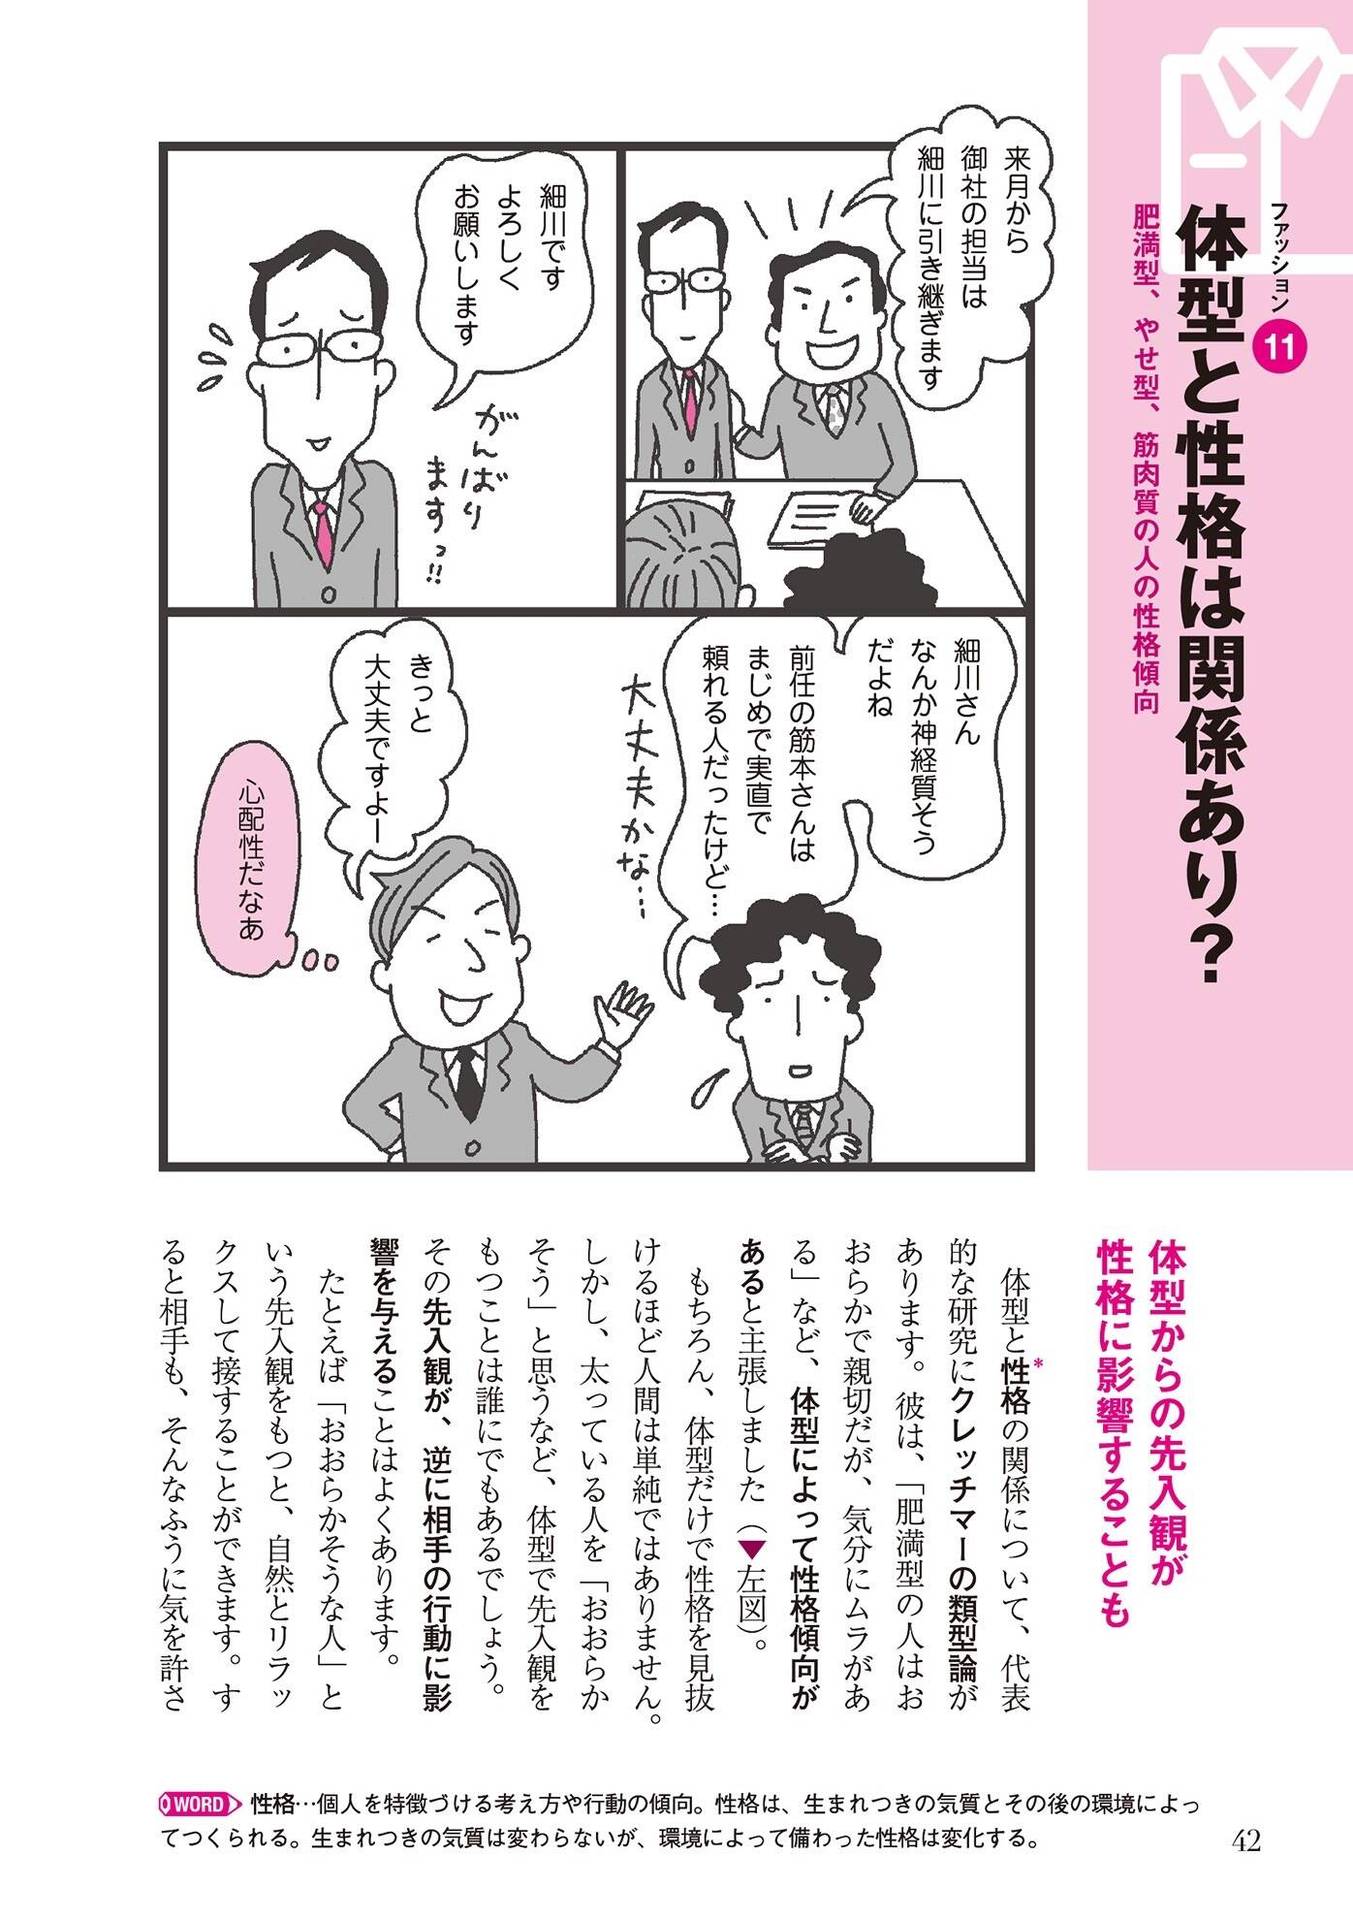 ファッション
11
体型と性格は関係あり？
肥満型、やせ型、筋肉質の人の性格傾向
来月から
御社の担当は
細川に引き継ぎます
細川です
よろしく
お願いします
がんばり
ますっ!!
細川さん
なんか神経質そう
だよね
前任の筋本さんは
まじめで実直で
頼れる人だったけど…
大丈夫かな…
きっと
大丈夫ですよー
心配性だなあ
体型からの先入観が
性格に影響することも
体型と性格*の関係について、代表
的な研究にクレッチマーの類型論が
あります。彼は、「肥満型の人はお
おらかで親切だが、気分にムラがあ
る」など、体型によって性格傾向が
あると主張しました（▼左図）。
もちろん、体型だけで性格を見抜
けるほど人間は単純ではありません。
しかし、太っている人を「おおらか
そう」と思うなど、体型で先入観を
もつことは誰にでもあるでしょう。
その先入観が、逆に相手の行動に影
響を与えることはよくあります。
たとえば「おおらかそうな人」と
いう先入観をもつと、自然とリラッ
クスして接することができます。す
ると相手も、そんなふうに気を許さ
WORD 性格…個人を特徴づける考え方や行動の傾向。性格は、生まれつきの気質とその後の環境によっ
てつくられる。生まれつきの気質は変わらないが、環境によって備わった性格は変化する。
42